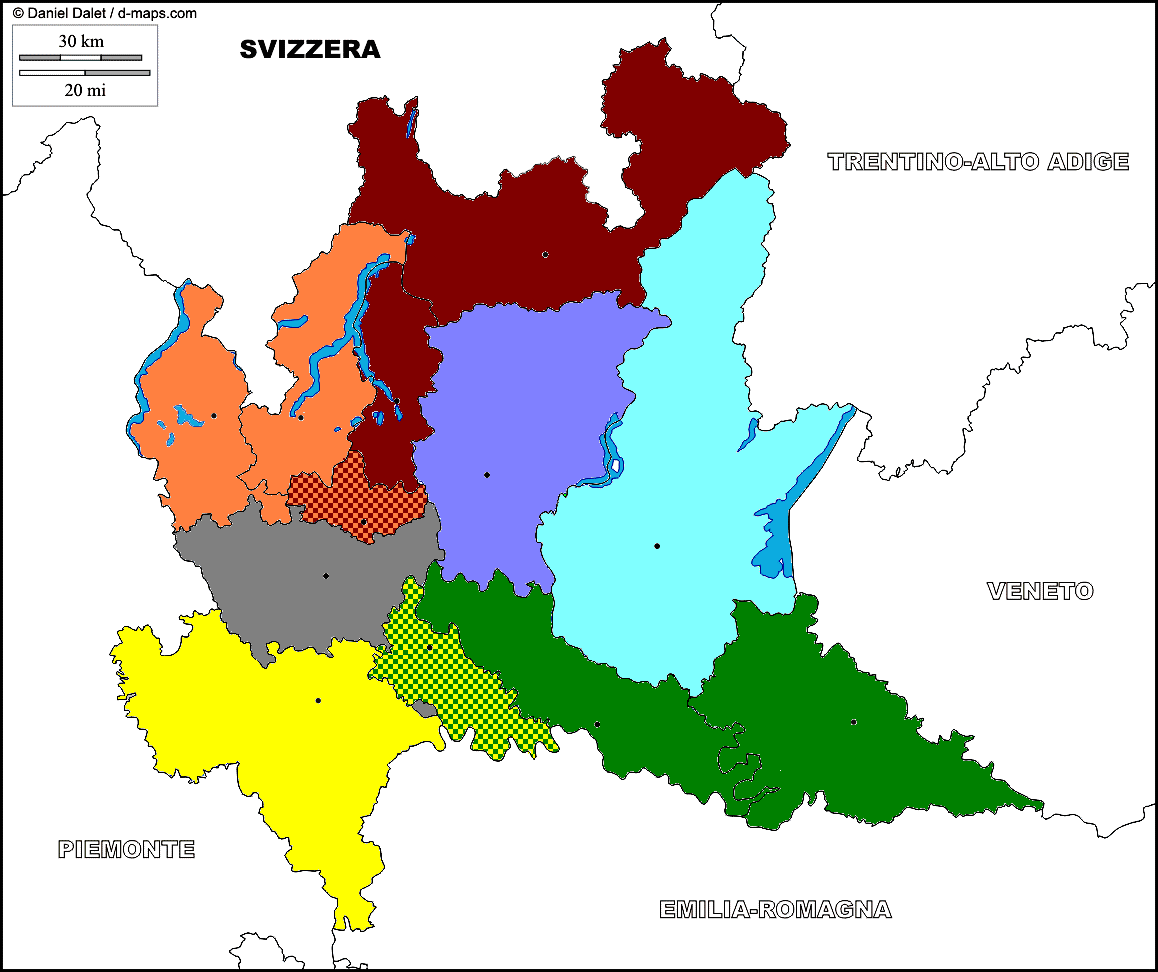 © Daniel Dalet / d-maps.com
30 km
20 mi
SVIZZERA
TRENTINO-ALTO ADIGE
VENETO
PIEMONTE
EMILIA-ROMAGNA